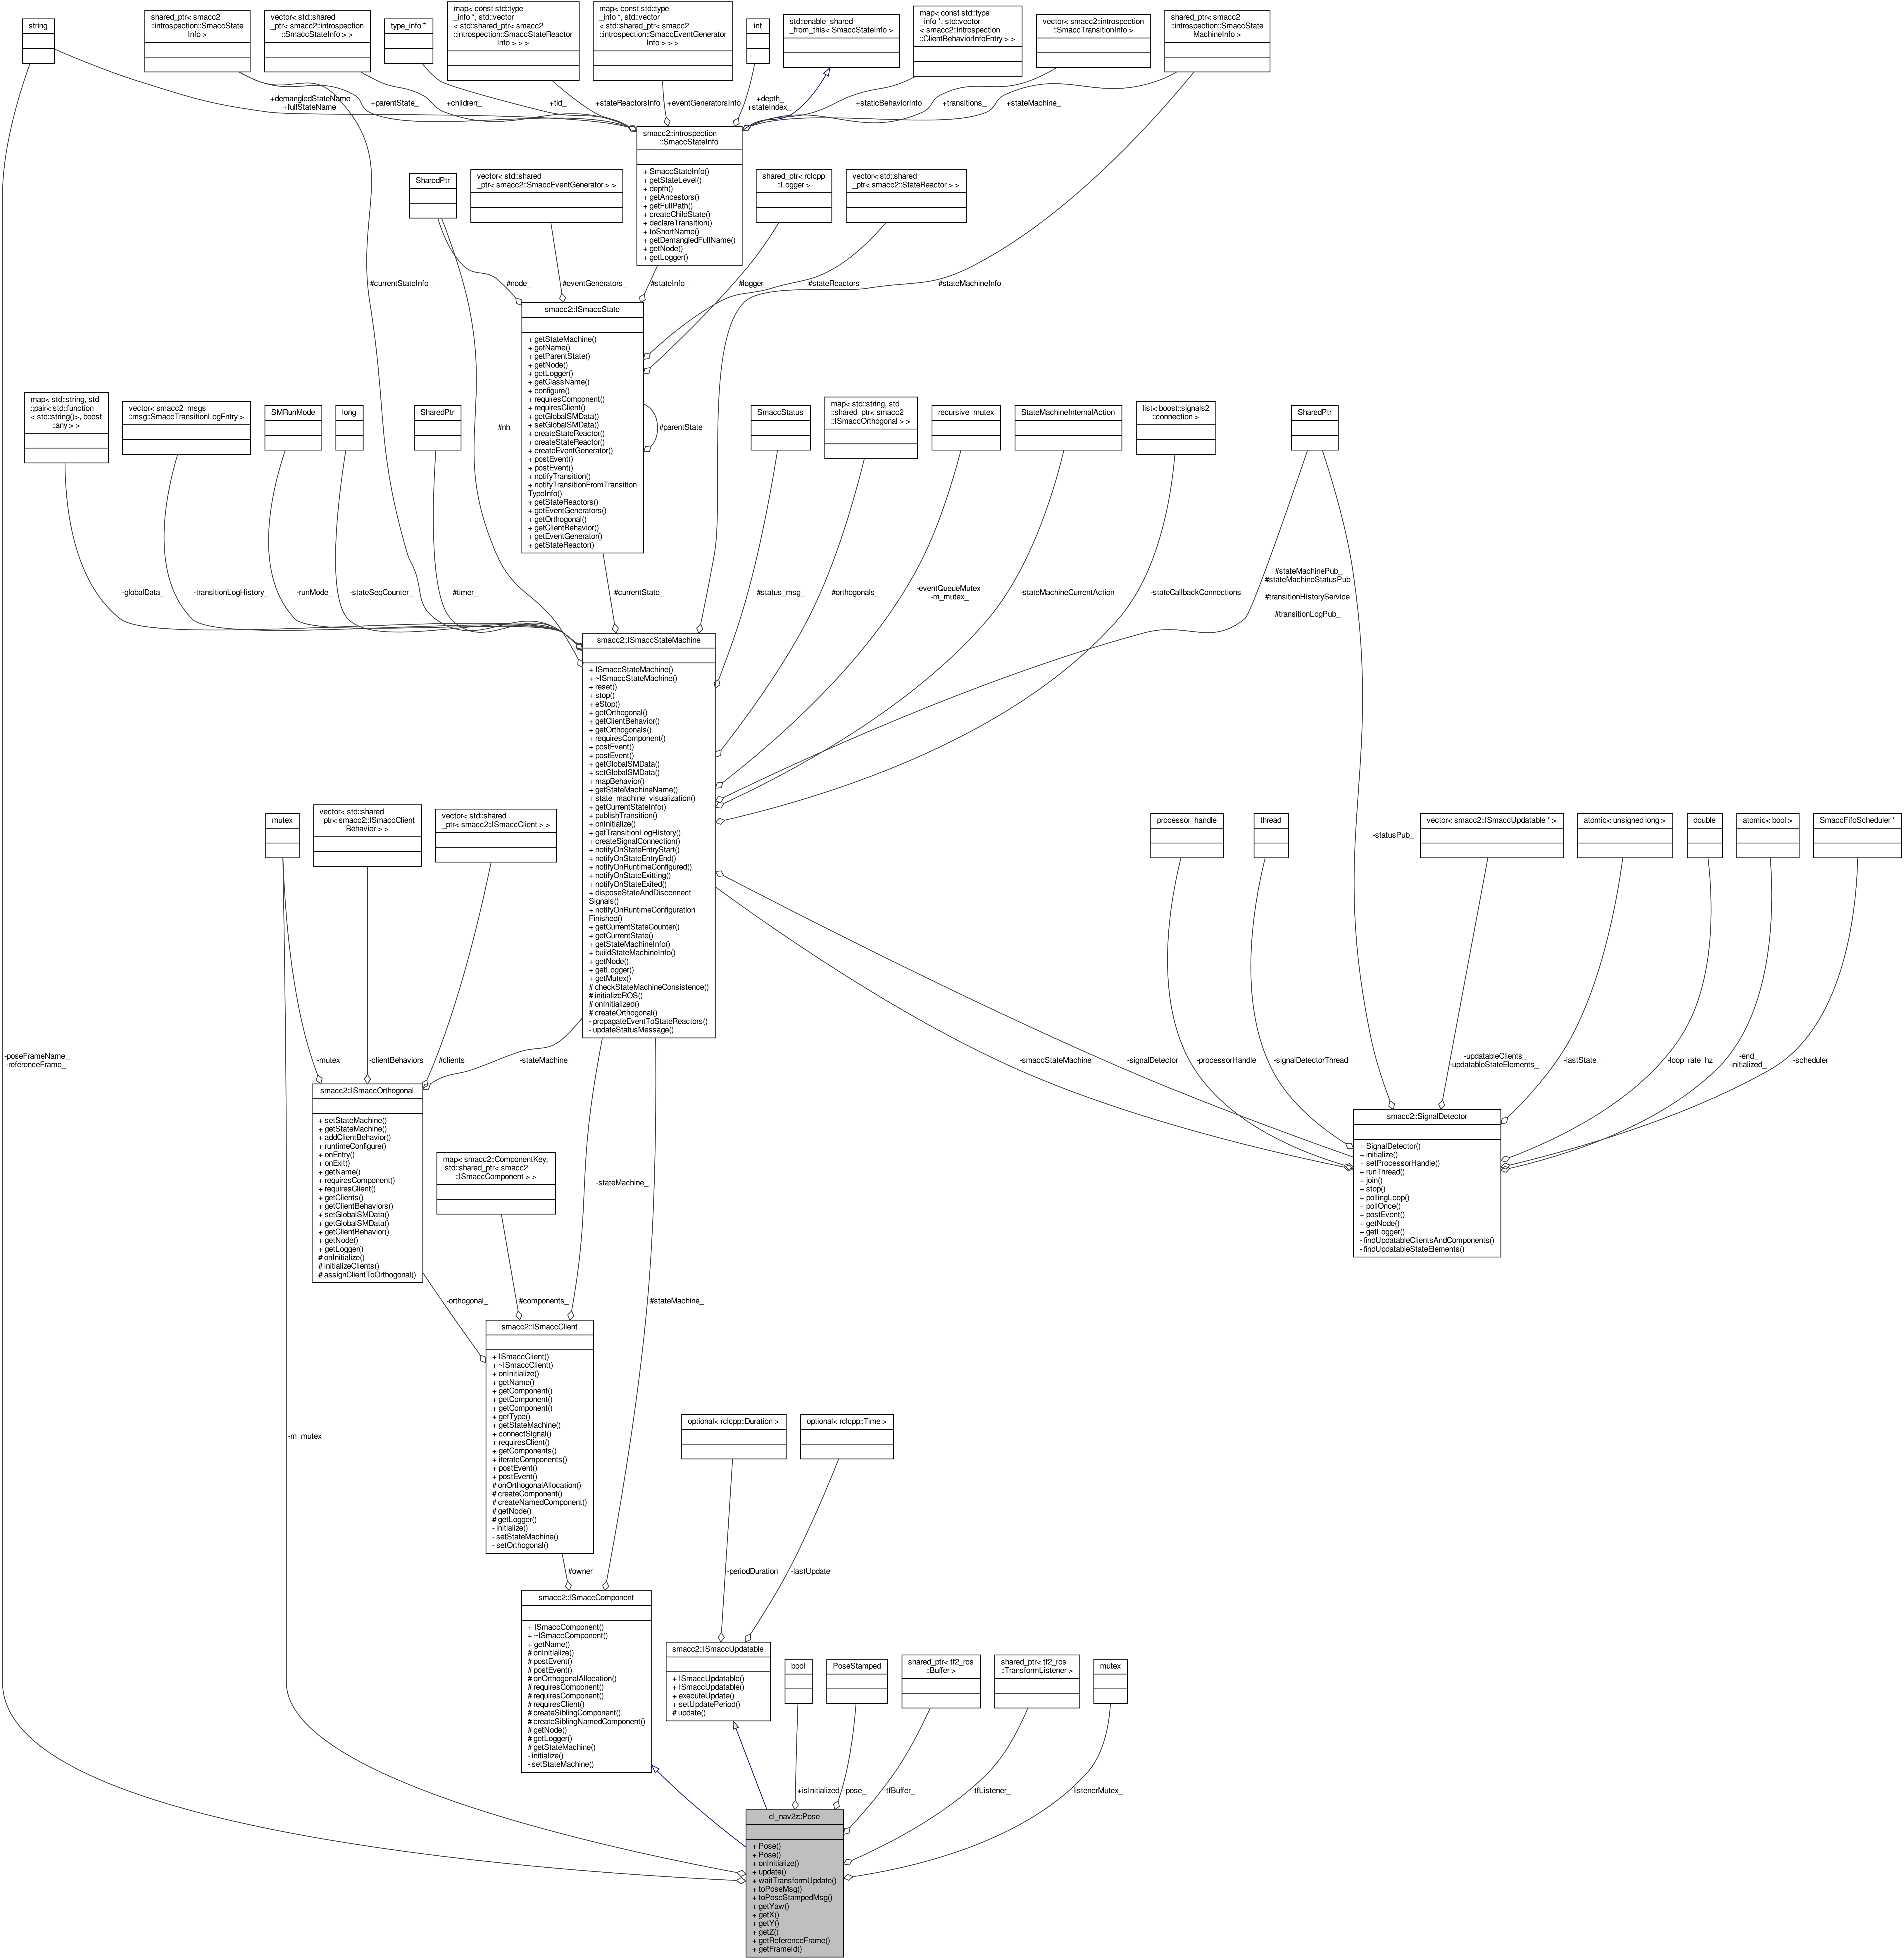 string
shared_ptr< smacc2
::introspection::SmaccState
Info >
vector< std::shared
_ptr< smacc2::introspection
::SmaccStateInfo > >
type_info *
map< const std::type
_info *, std::vector
< std::shared_ptr< smacc2
::introspection::SmaccStateReactor
Info > > >
map< const std::type
_info *, std::vector
< std::shared_ptr< smacc2
::introspection::SmaccEventGenerator
Info > > >
int
std::enable_shared
_from_this< SmaccStateInfo >
map< const std::type
_info *, std::vector
< smacc2::introspection
::ClientBehaviorInfoEntry > >
vector< smacc2::introspection
::SmaccTransitionInfo >
shared_ptr< smacc2
::introspection::SmaccState
MachineInfo >
+demangledStateName
+fullStateName
+parentState_
+children_
+tid_
+stateReactorsInfo
+eventGeneratorsInfo
+depth_
+stateIndex_
+staticBehaviorInfo
+transitions_
+stateMachine_
smacc2::introspection
::SmaccStateInfo
+ SmaccStateInfo()
+ getStateLevel()
+ depth()
+ getAncestors()
+ getFullPath()
+ createChildState()
+ declareTransition()
+ toShortName()
+ getDemangledFullName()
+ getNode()
+ getLogger()
SharedPtr
vector< std::shared
_ptr< smacc2::SmaccEventGenerator > >
shared_ptr< rclcpp
::Logger >
vector< std::shared
_ptr< smacc2::StateReactor > >
#currentStateInfo_
#node_
#eventGenerators_
#stateInfo_
#logger_
#stateReactors_
#stateMachineInfo_
smacc2::ISmaccState
+ getStateMachine()
+ getName()
+ getParentState()
+ getNode()
+ getLogger()
+ getClassName()
+ configure()
+ requiresComponent()
+ requiresClient()
+ getGlobalSMData()
+ setGlobalSMData()
+ createStateReactor()
+ createStateReactor()
+ createEventGenerator()
+ postEvent()
+ postEvent()
+ notifyTransition()
+ notifyTransitionFromTransition
TypeInfo()
+ getStateReactors()
+ getEventGenerators()
+ getOrthogonal()
+ getClientBehavior()
+ getEventGenerator()
+ getStateReactor()
#parentState_
#nh_
map< std::string, std
::pair< std::function
< std::string()>, boost
::any > >
vector< smacc2_msgs
::msg::SmaccTransitionLogEntry >
SMRunMode
long
SharedPtr
SmaccStatus
map< std::string, std
::shared_ptr< smacc2
::ISmaccOrthogonal > >
recursive_mutex
StateMachineInternalAction
list< boost::signals2
::connection >
SharedPtr
-globalData_
-transitionLogHistory_
-runMode_
-stateSeqCounter_
#timer_
#currentState_
#status_msg_
#orthogonals_
-eventQueueMutex_
-m_mutex_
-stateMachineCurrentAction
-stateCallbackConnections
#stateMachinePub_
#stateMachineStatusPub
_
#transitionHistoryService
_
#transitionLogPub_
smacc2::ISmaccStateMachine
+ ISmaccStateMachine()
+ ~ISmaccStateMachine()
+ reset()
+ stop()
+ eStop()
+ getOrthogonal()
+ getClientBehavior()
+ getOrthogonals()
+ requiresComponent()
+ postEvent()
+ postEvent()
+ getGlobalSMData()
+ setGlobalSMData()
+ mapBehavior()
+ getStateMachineName()
+ state_machine_visualization()
+ getCurrentStateInfo()
+ publishTransition()
+ onInitialize()
+ getTransitionLogHistory()
+ createSignalConnection()
+ notifyOnStateEntryStart()
+ notifyOnStateEntryEnd()
+ notifyOnRuntimeConfigured()
+ notifyOnStateExitting()
+ notifyOnStateExited()
+ disposeStateAndDisconnect
Signals()
+ notifyOnRuntimeConfiguration
Finished()
+ getCurrentStateCounter()
+ getCurrentState()
+ getStateMachineInfo()
+ buildStateMachineInfo()
+ getNode()
+ getLogger()
+ getMutex()
# checkStateMachineConsistence()
# initializeROS()
# onInitialized()
# createOrthogonal()
- propagateEventToStateReactors()
- updateStatusMessage()
mutex
vector< std::shared
_ptr< smacc2::ISmaccClient
Behavior > >
vector< std::shared
_ptr< smacc2::ISmaccClient > >
processor_handle
thread
-statusPub_
vector< smacc2::ISmaccUpdatable * >
atomic< unsigned long >
double
atomic< bool >
SmaccFifoScheduler *
-poseFrameName_
-referenceFrame_
-mutex_
-clientBehaviors_
#clients_
-stateMachine_
-smaccStateMachine_
-signalDetector_
-processorHandle_
-signalDetectorThread_
-updatableClients_
-updatableStateElements_
-lastState_
-loop_rate_hz
-end_
-initialized_
-scheduler_
smacc2::ISmaccOrthogonal
+ setStateMachine()
+ getStateMachine()
+ addClientBehavior()
+ runtimeConfigure()
+ onEntry()
+ onExit()
+ getName()
+ requiresComponent()
+ requiresClient()
+ getClients()
+ getClientBehaviors()
+ setGlobalSMData()
+ getGlobalSMData()
+ getClientBehavior()
+ getNode()
+ getLogger()
# onInitialize()
# initializeClients()
# assignClientToOrthogonal()
smacc2::SignalDetector
+ SignalDetector()
+ initialize()
+ setProcessorHandle()
+ runThread()
+ join()
+ stop()
+ pollingLoop()
+ pollOnce()
+ postEvent()
+ getNode()
+ getLogger()
- findUpdatableClientsAndComponents()
- findUpdatableStateElements()
map< smacc2::ComponentKey,
std::shared_ptr< smacc2
::ISmaccComponent > >
-stateMachine_
-orthogonal_
#components_
#stateMachine_
smacc2::ISmaccClient
+ ISmaccClient()
+ ~ISmaccClient()
+ onInitialize()
+ getName()
+ getComponent()
+ getComponent()
+ getComponent()
+ getType()
+ getStateMachine()
+ connectSignal()
+ requiresClient()
+ getComponents()
+ iterateComponents()
+ postEvent()
+ postEvent()
# onOrthogonalAllocation()
# createComponent()
# createNamedComponent()
# getNode()
# getLogger()
- initialize()
- setStateMachine()
- setOrthogonal()
-m_mutex_
optional< rclcpp::Duration >
optional< rclcpp::Time >
#owner_
-periodDuration_
-lastUpdate_
smacc2::ISmaccComponent
+ ISmaccComponent()
+ ~ISmaccComponent()
+ getName()
# onInitialize()
# postEvent()
# postEvent()
# onOrthogonalAllocation()
# requiresComponent()
# requiresComponent()
# requiresClient()
# createSiblingComponent()
# createSiblingNamedComponent()
# getNode()
# getLogger()
# getStateMachine()
- initialize()
- setStateMachine()
smacc2::ISmaccUpdatable
+ ISmaccUpdatable()
+ ISmaccUpdatable()
+ executeUpdate()
+ setUpdatePeriod()
# update()
bool
PoseStamped
shared_ptr< tf2_ros
::Buffer >
shared_ptr< tf2_ros
::TransformListener >
mutex
+isInitialized
-pose_
-tfBuffer_
-tfListener_
-listenerMutex_
cl_nav2z::Pose
+ Pose()
+ Pose()
+ onInitialize()
+ update()
+ waitTransformUpdate()
+ toPoseMsg()
+ toPoseStampedMsg()
+ getYaw()
+ getX()
+ getY()
+ getZ()
+ getReferenceFrame()
+ getFrameId()